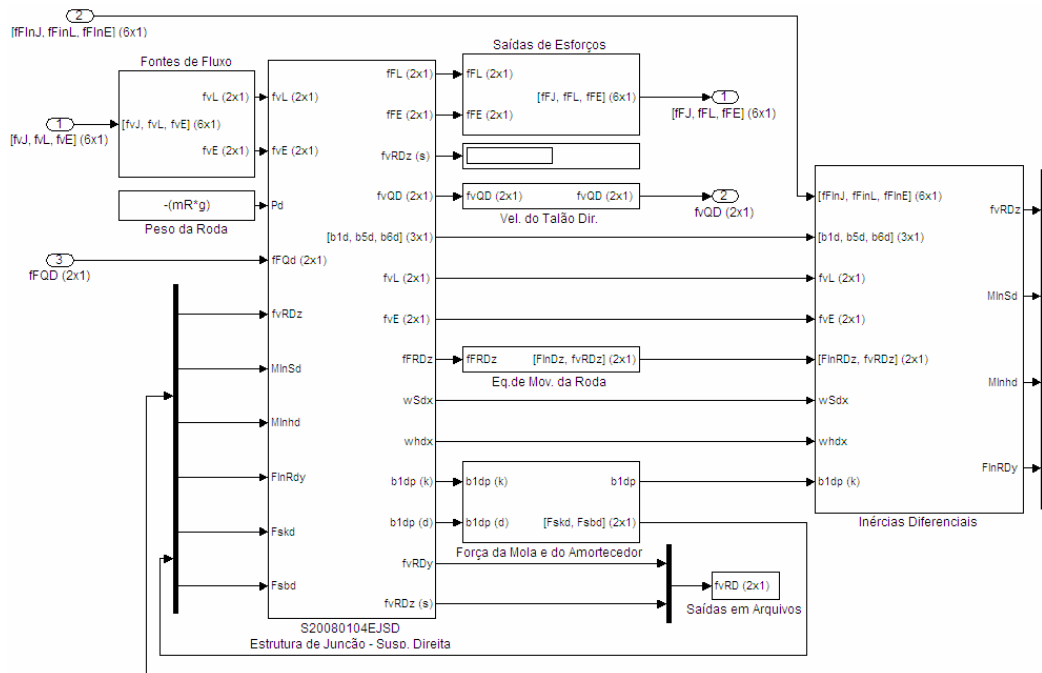 2
[fFInJ, fFinL, fFInE] (6x1)
Fontes de Fluxo
fvL (2x1)
[fvJ, fvL, fvE] (6x1)
fvE (2x1)
1
[fvJ, fvL, fvE] (6x1)
-(mR*g)
Peso da Roda
3
fFQD (2x1)
fvL (2x1)
fvE (2x1)
Pd
fFQd (2x1)
fvRDz
MInSd
MInhd
FInRdy
Fskd
Fsbd
fFL (2x1)
fFE (2x1)
fvRDz (s)
fvQD (2x1)
[b1d, b5d, b6d] (3x1)
fvL (2x1)
fvE (2x1)
fFRDz
wSdx
whdx
b1dp (k)
b1dp (d)
fvRDy
fvRDz (s)
S20080104EJSD
Estrutura de Junção - Susp. Direita
Saídas de Esforços
fFL (2x1)
[fFJ, fFL, fFE] (6x1)
fFE (2x1)
1
[fFJ, fFL, fFE] (6x1)
fvQD (2x1)
fvQD (2x1)
Vel. do Talão Dir.
2
fvQD (2x1)
fFRDz
[FInDz, fvRDz] (2x1)
Eq.de Mov. da Roda
b1dp (k)
b1dp
b1dp (d)
[Fskd, Fsbd] (2x1)
Força da Mola e do Amortecedor
fvRD (2x1)
Saídas em Arquivos
[fFInJ, fFInL, fFInE] (6x1)
[b1d, b5d, b6d] (3x1)
fvL (2x1)
fvE (2x1)
[FInRDz, fvRDz] (2x1)
wSdx
whdx
b1dp (k)
fvRDz
MInSd
MInhd
FInRDy
Inércias Diferenciais